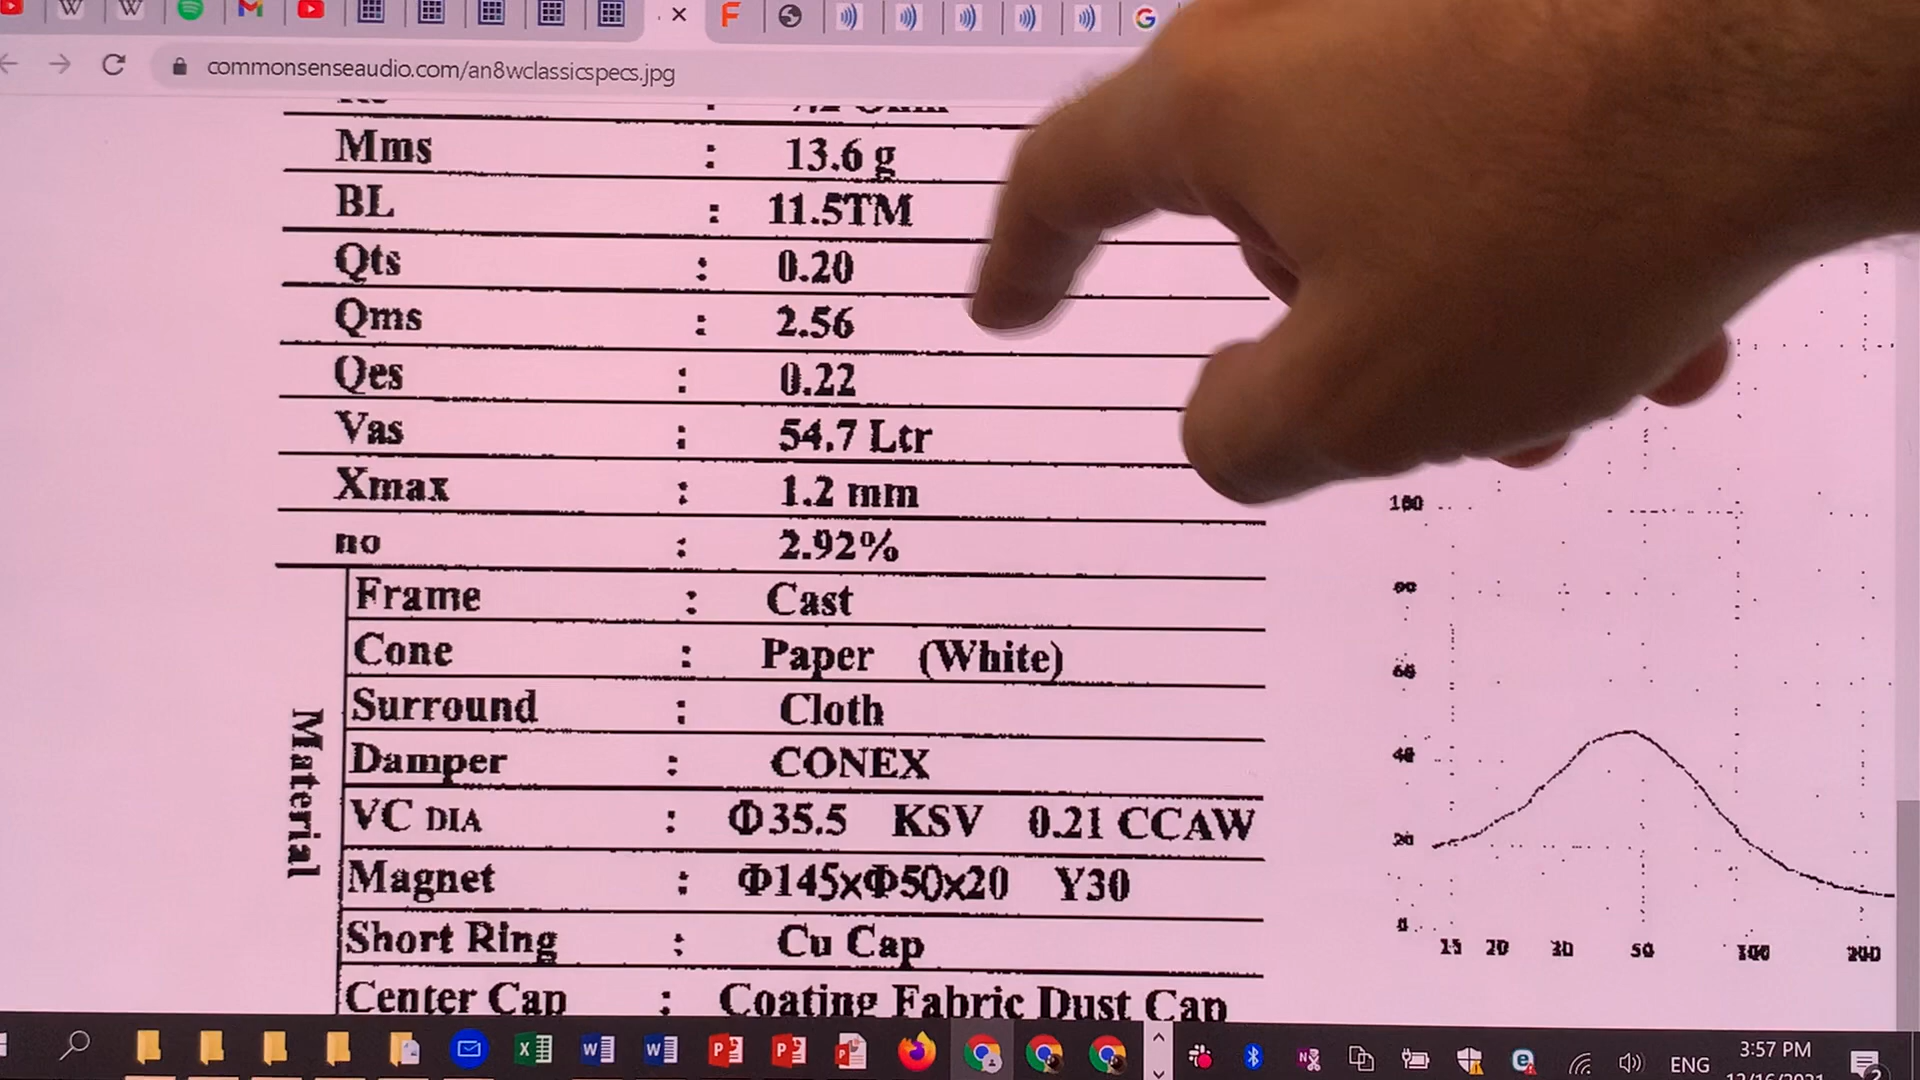 commonsenseaudio.com/an8wclassicspecs.jpg
Mms : 13.6 g
BL : 11.5TM
Qts : 0.20
Qms : 2.56
Qes : 0.22
Vas : 54.7 Ltr
Xmax : 1.2 mm
no : 2.92%
Material
Frame : Cast
Cone : Paper (White)
Surround : Cloth
Damper : CONEX
VC DIA : Φ35.5 KSV 0.21 CCAW
Magnet : Φ145xΦ50x20 Y30
Short Ring : Cu Cap
Center Cap : Coating Fabric Dust Cap
100
80
60
40
20
0
15 20 30 50 100 200
ENG
3:57 PM
12/16/2021